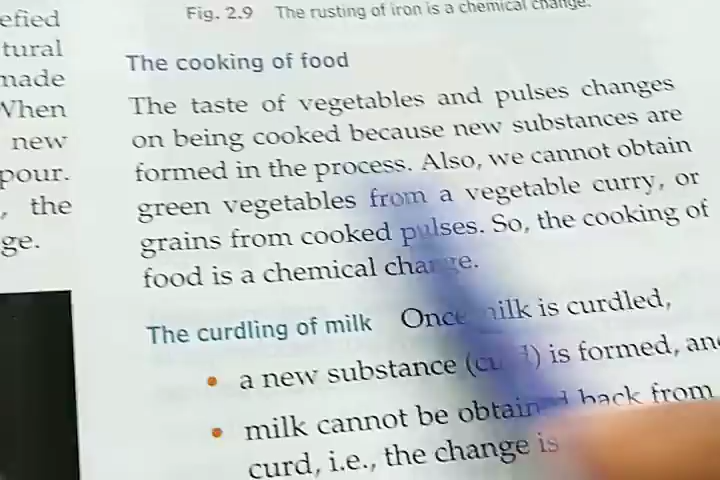 efied
tural
made
When
new
pour.
, the
ge.
Fig. 2.9 The rusting of iron is a chemical change.
The cooking of food
The taste of vegetables and pulses changes
on being cooked because new substances are
formed in the process. Also, we cannot obtain
green vegetables from a vegetable curry, or
grains from cooked pulses. So, the cooking of
food is a chemical change.
The curdling of milk Once milk is curdled,
• a new substance (curd) is formed, and
• milk cannot be obtained back from
curd, i.e., the change is